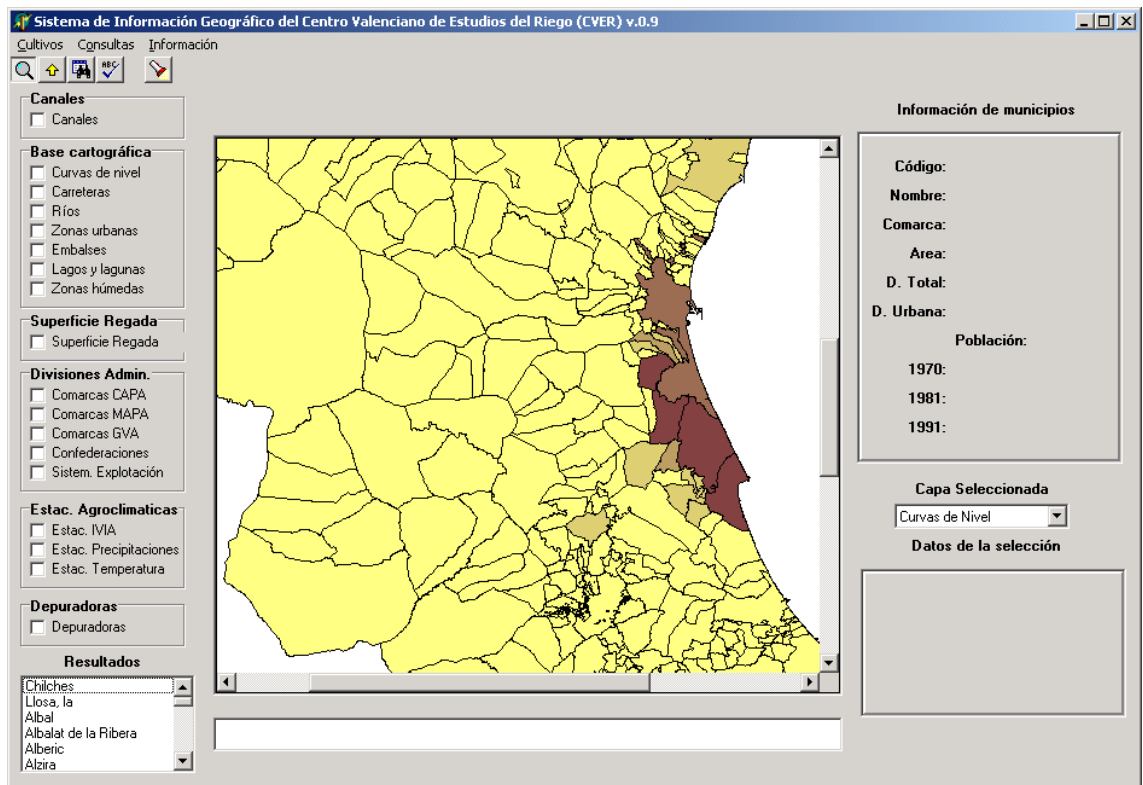 Sistema de Información Geográfico del Centro Valenciano de Estudios del Riego (CVER) v.0.9
Cultivos Consultas Información
ABC
Canales
Canales
Base cartográfica
Curvas de nivel
Carreteras
Ríos
Zonas urbanas
Embalses
Lagos y lagunas
Zonas húmedas
Superficie Regada
Superficie Regada
Divisiones Admin.
Comarcas CAPA
Comarcas MAPA
Comarcas GVA
Confederaciones
Sistem. Explotación
Estac. Agroclimaticas
Estac. IVIA
Estac. Precipitaciones
Estac. Temperatura
Depuradoras
Depuradoras
Resultados
Chilches
Llosa, la
Albal
Albalat de la Ribera
Alberic
Alzira
Información de municipios
Código:
Nombre:
Comarca:
Area:
D. Total:
D. Urbana:
Población:
1970:
1981:
1991:
Capa Seleccionada
Curvas de Nivel
Datos de la selección